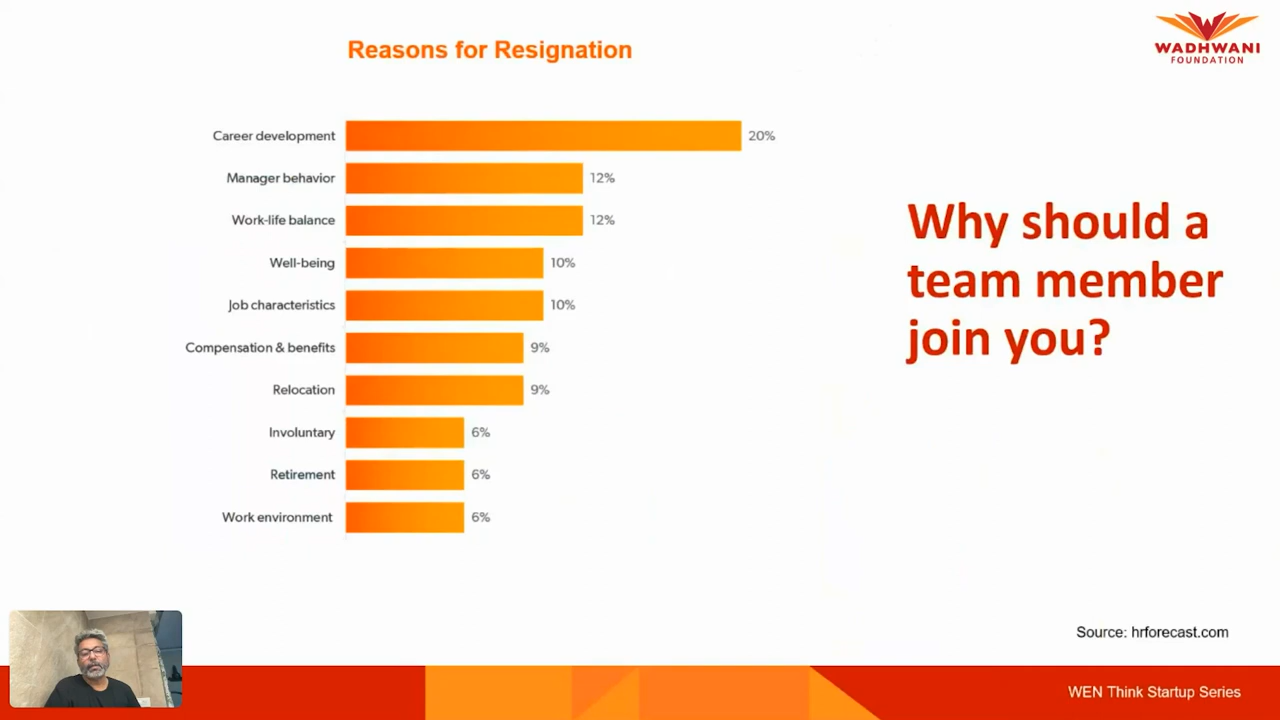 Reasons for Resignation
WADHWANI
FOUNDATION
Career development 20%
Manager behavior 12%
Work-life balance 12%
Well-being 10%
Job characteristics 10%
Compensation & benefits 9%
Relocation 9%
Involuntary 6%
Retirement 6%
Work environment 6%
Why should a
team member
join you?
Source: hrforecast.com
WEN Think Startup Series